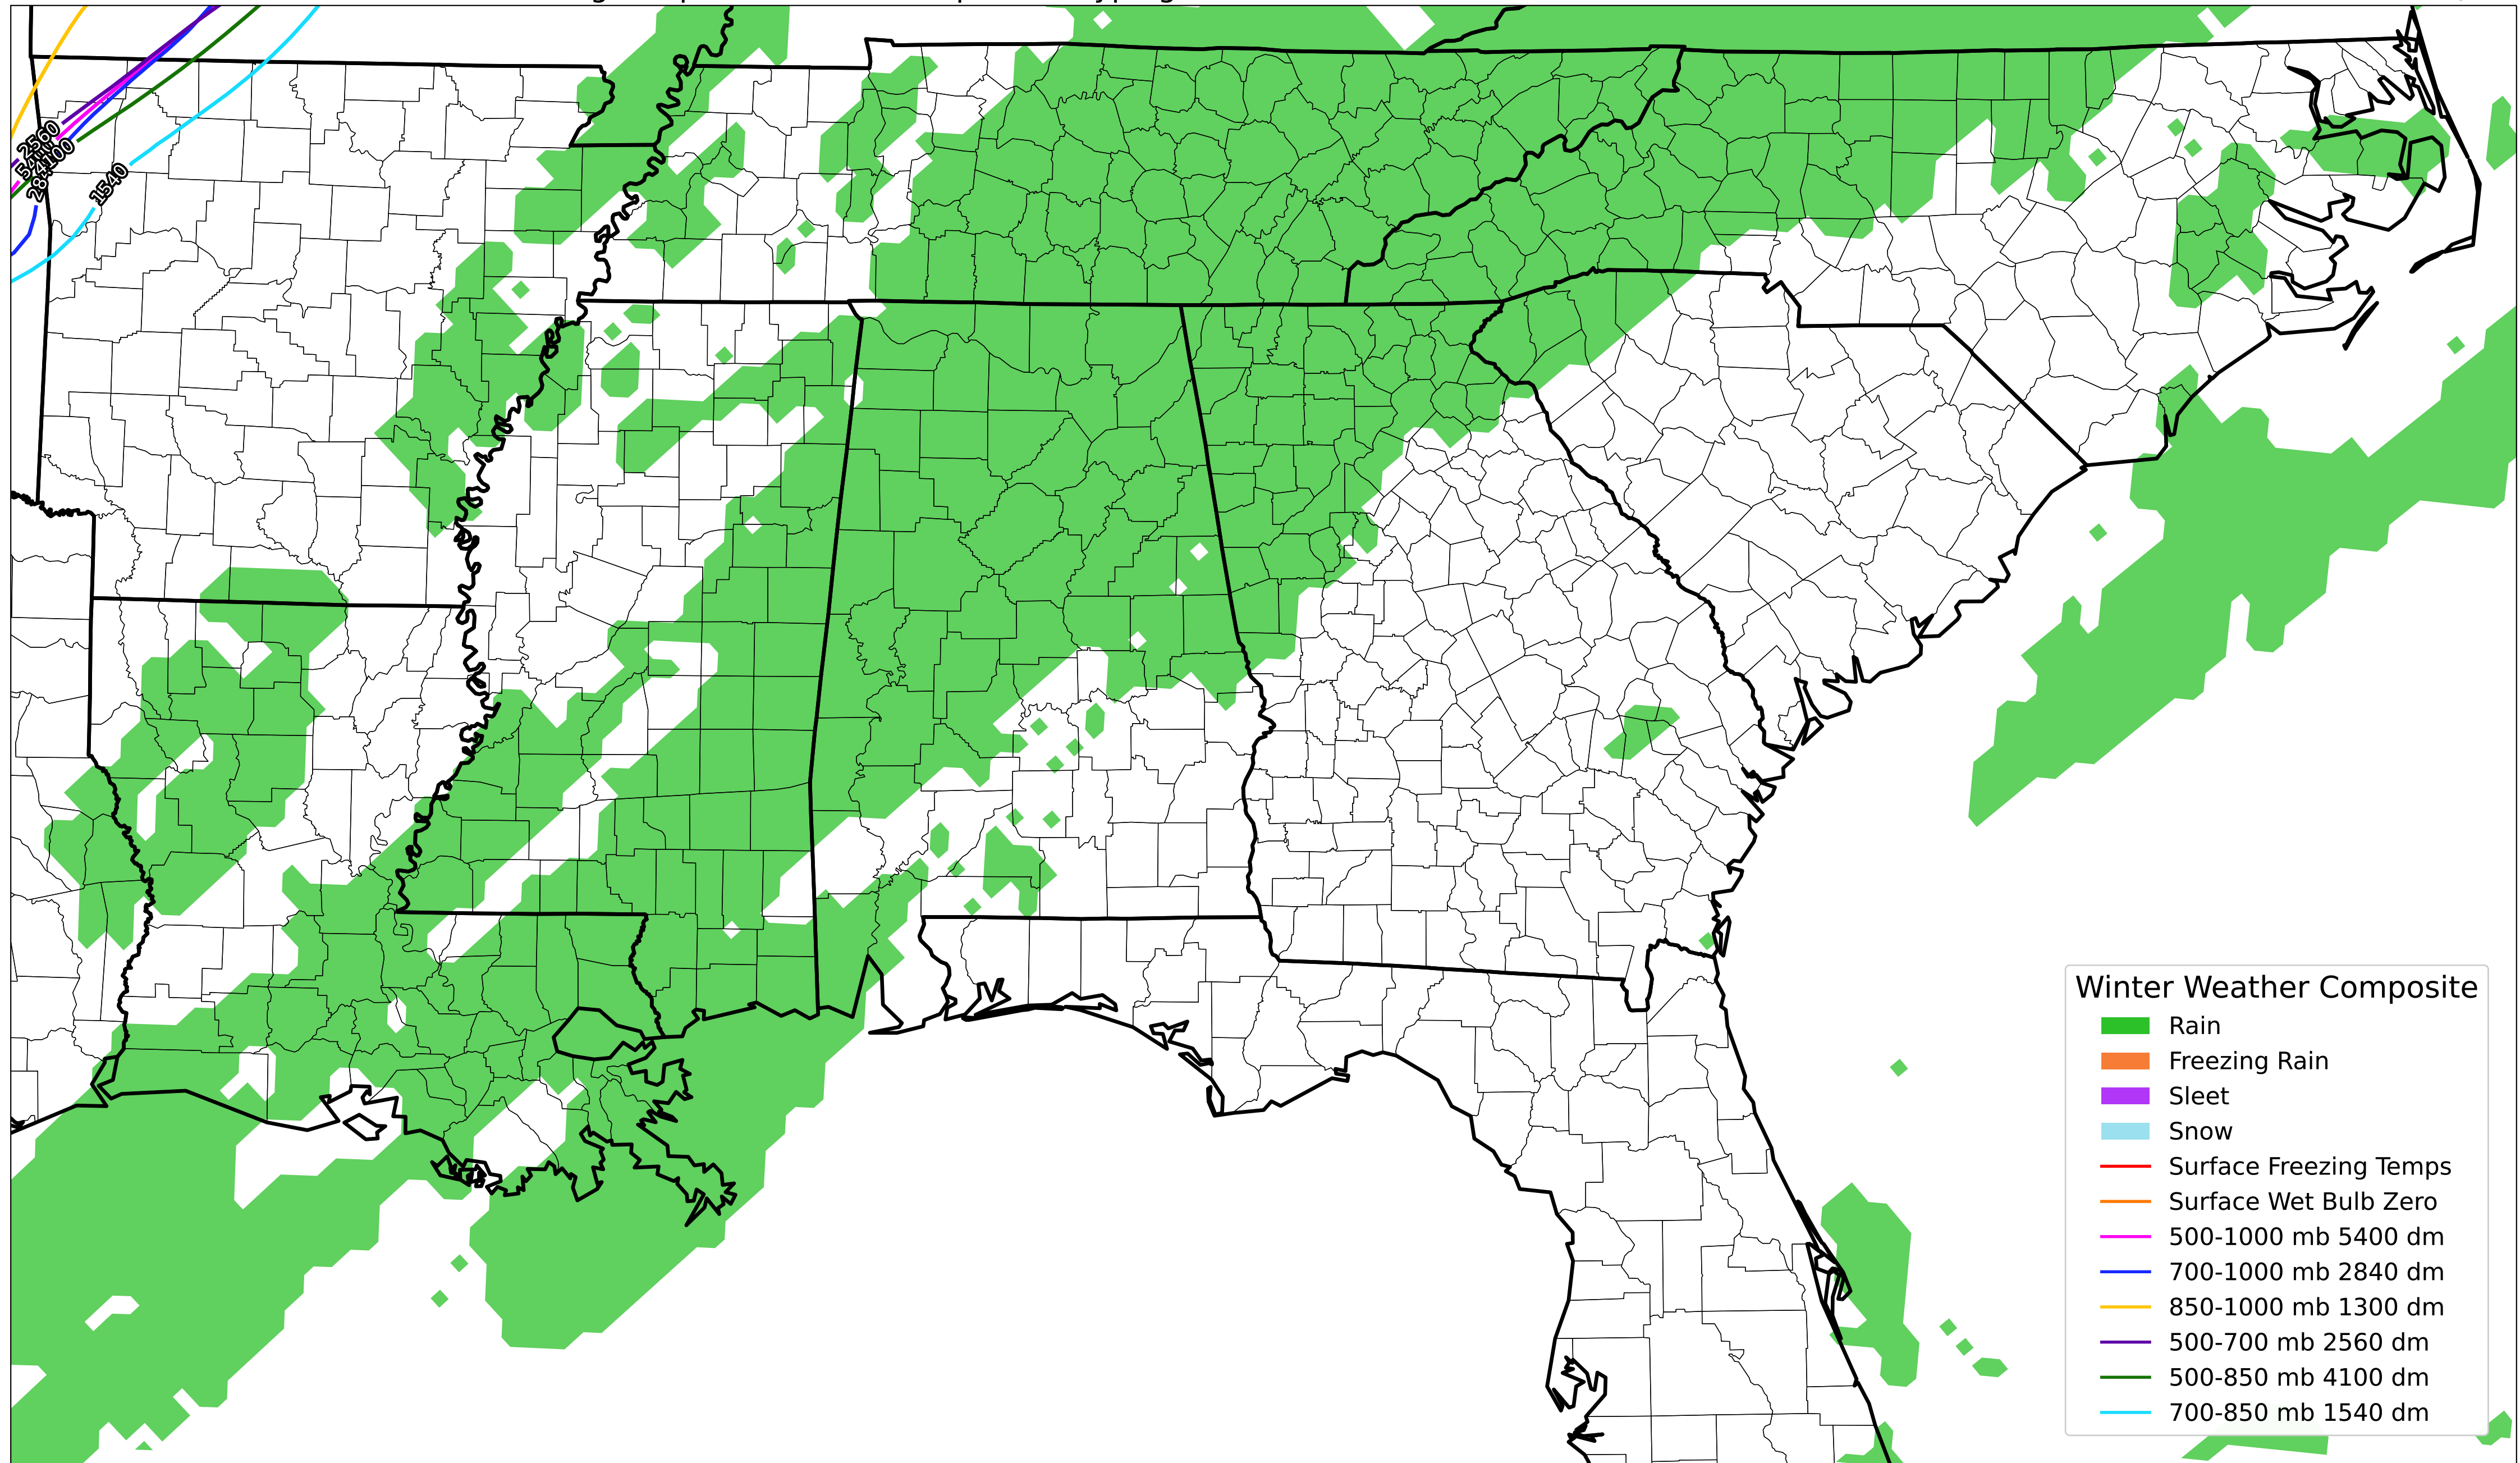 2560
4100
1540
Winter Weather Composite
Rain
Freezing Rain
Sleet
Snow
Surface Freezing Temps
Surface Wet Bulb Zero
500-1000 mb 5400 dm
700-1000 mb 2840 dm
850-1000 mb 1300 dm
500-700 mb 2560 dm
500-850 mb 4100 dm
700-850 mb 1540 dm